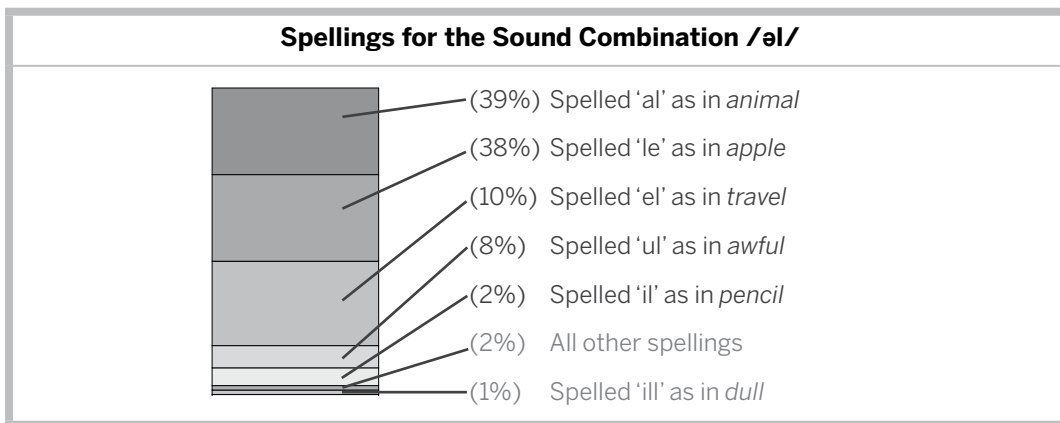 Spellings for the Sound Combination /əl/
(39%) Spelled ‘al’ as in animal
(38%) Spelled ‘le’ as in apple
(10%) Spelled ‘el’ as in travel
(8%) Spelled ‘ul’ as in awful
(2%) Spelled ‘il’ as in pencil
(2%) All other spellings
(1%) Spelled ‘ill’ as in dull